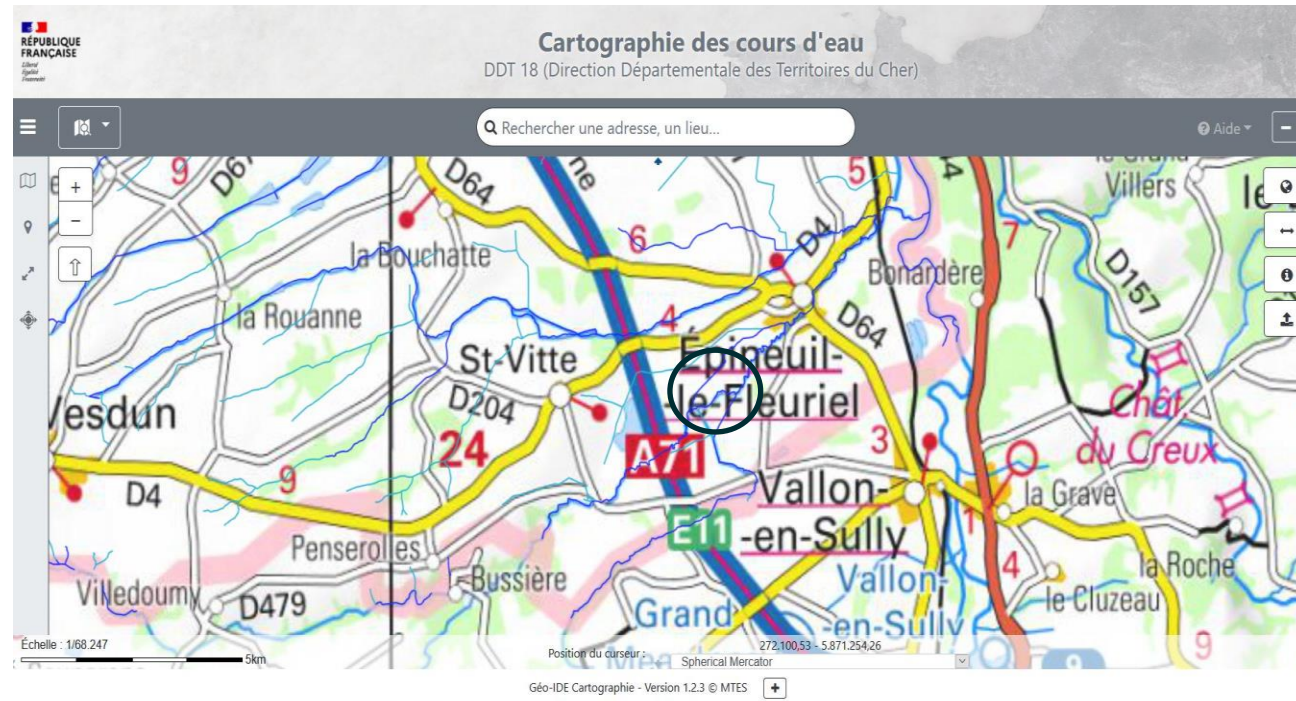 RÉPUBLIQUE
FRANÇAISE
Liberté
Égalité
Fraternité
Cartographie des cours d'eau
DDT 18 (Direction Départementale des Territoires du Cher)
Rechercher une adresse, un lieu...
Aide
+
−
9
D64
6
4
la Bouchatte
la Rouanne
St-Vitte
D204
24
Vesdun
D4
9
Penserolles
Villedoumy
D479
Bussière
A71
E11
Épineuil-
-le-Fleuriel
D4
5
Bonardère
D64
3
7
Villers
D157
Chât.
du Creux
Vallon-
-en-Sully
la Grave
1
4
la Roche
le Cluzeau
9
Grand
Vallon-
-en-Sully
9
Échelle : 1/68.247
5km
Position du curseur :
272.100,53 - 5.871.254,26
Spherical Mercator
Géo-IDE Cartographie - Version 1.2.3 © MTES
+